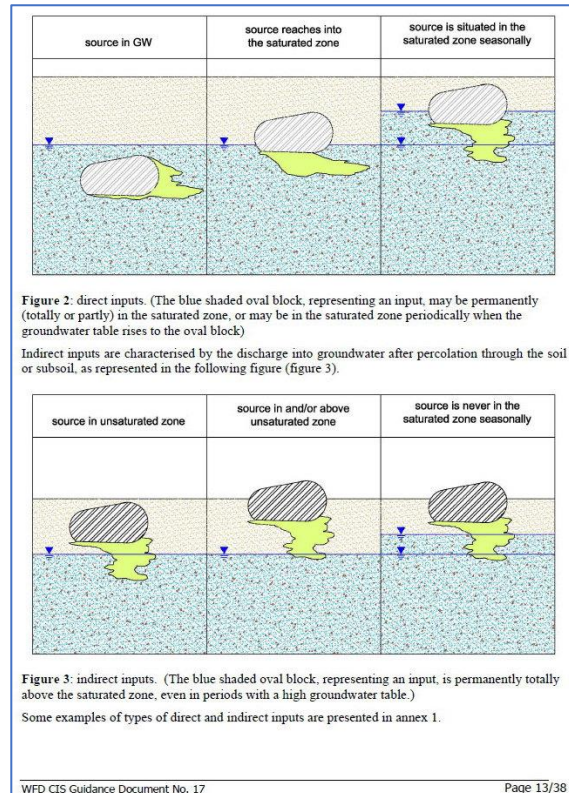 source in GW
source reaches into
the saturated zone
source is situated in the
saturated zone seasonally
Figure 2: direct inputs. (The blue shaded oval block, representing an input, may be permanently
(totally or partly) in the saturated zone, or may be in the saturated zone periodically when the
groundwater table rises to the oval block)
Indirect inputs are characterised by the discharge into groundwater after percolation through the soil
or subsoil, as represented in the following figure (figure 3).
source in unsaturated zone
source in and/or above
unsaturated zone
source is never in the
saturated zone seasonally
Figure 3: indirect inputs. (The blue shaded oval block, representing an input, is permanently totally
above the saturated zone, even in periods with a high groundwater table.)
Some examples of types of direct and indirect inputs are presented in annex 1.
WFD CIS Guidance Document No. 17 Page 13/38